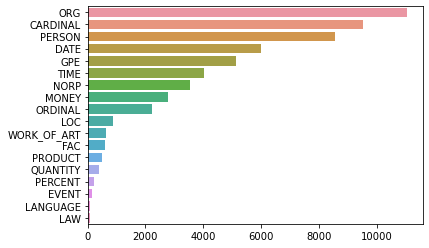 ORG
CARDINAL
PERSON
DATE
GPE
TIME
NORP
MONEY
ORDINAL
LOC
WORK_OF_ART
FAC
PRODUCT
QUANTITY
PERCENT
EVENT
LANGUAGE
LAW
0 2000 4000 6000 8000 10000